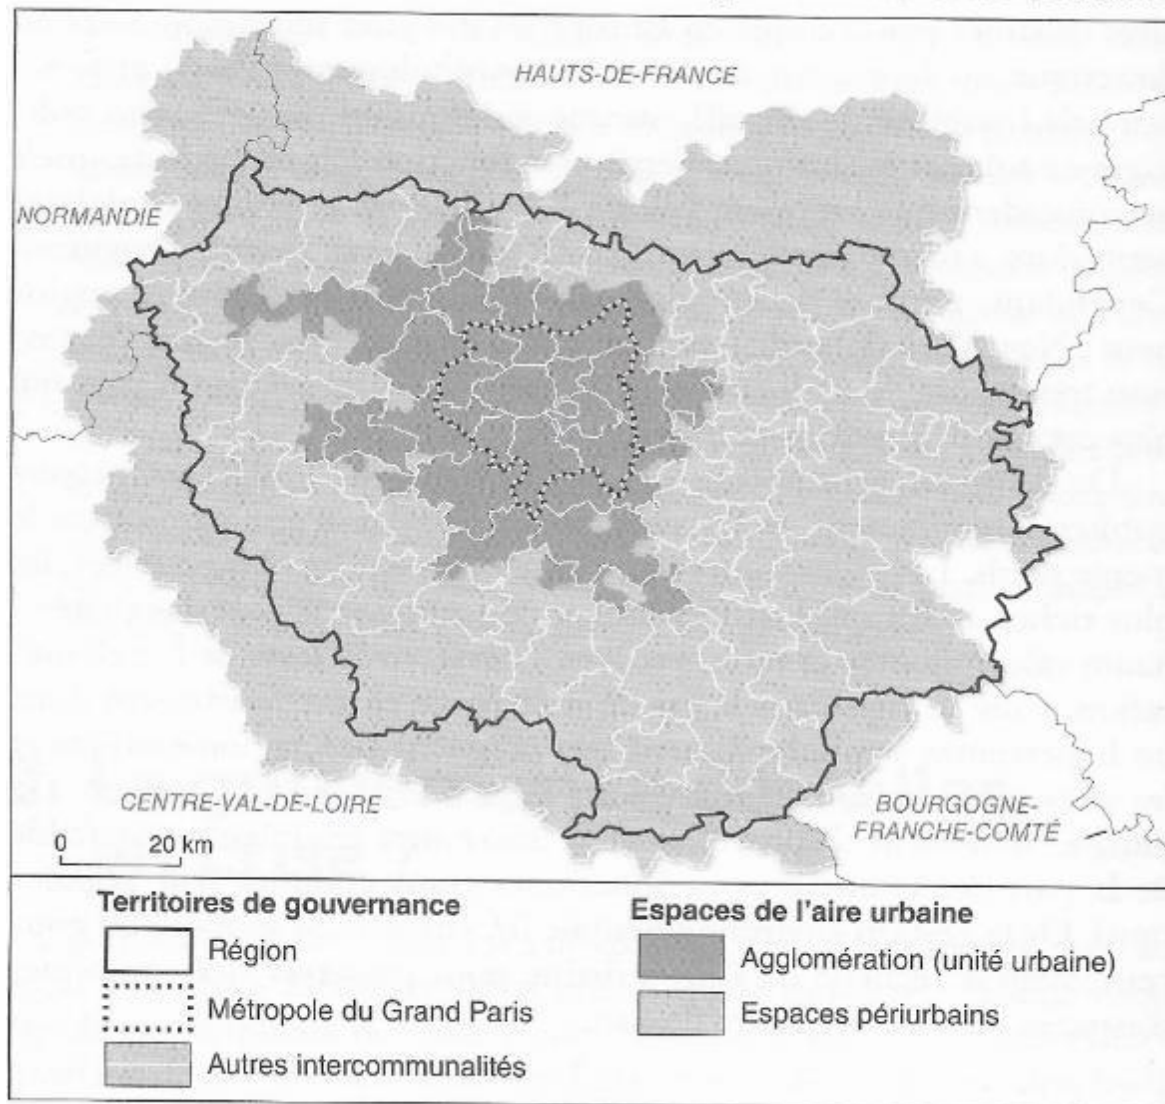 HAUTS-DE-FRANCE
NORMANDIE
CENTRE-VAL-DE-LOIRE
BOURGOGNE-
FRANCHE-COMTÉ
0 20 km
Territoires de gouvernance
Région
Métropole du Grand Paris
Autres intercommunalités
Espaces de l'aire urbaine
Agglomération (unité urbaine)
Espaces périurbains